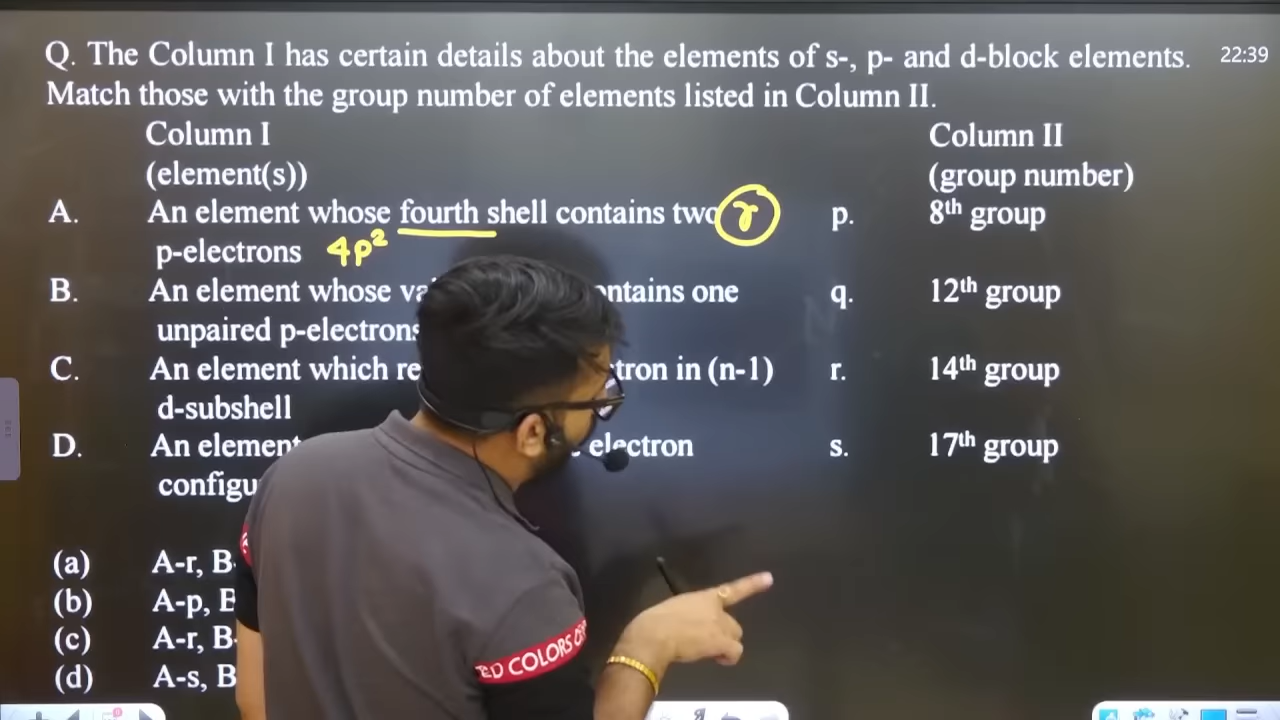 Q. The Column I has certain details about the elements of s-, p- and d-block elements. 22:39
Match those with the group number of elements listed in Column II.
Column I Column II
(element(s)) (group number)
A. An element whose fourth shell contains two r p. 8th group
p-electrons 4p²
B. An element whose ntains one q. 12th group
unpaired p-electrons
C. An element which tron in (n-1) r. 14th group
d-subshell
D. An element electron s. 17th group
configu
(a) A-r, B-
(b) A-p,
(c) A-r, B-
(d) A-s, B
ED COLORS OF